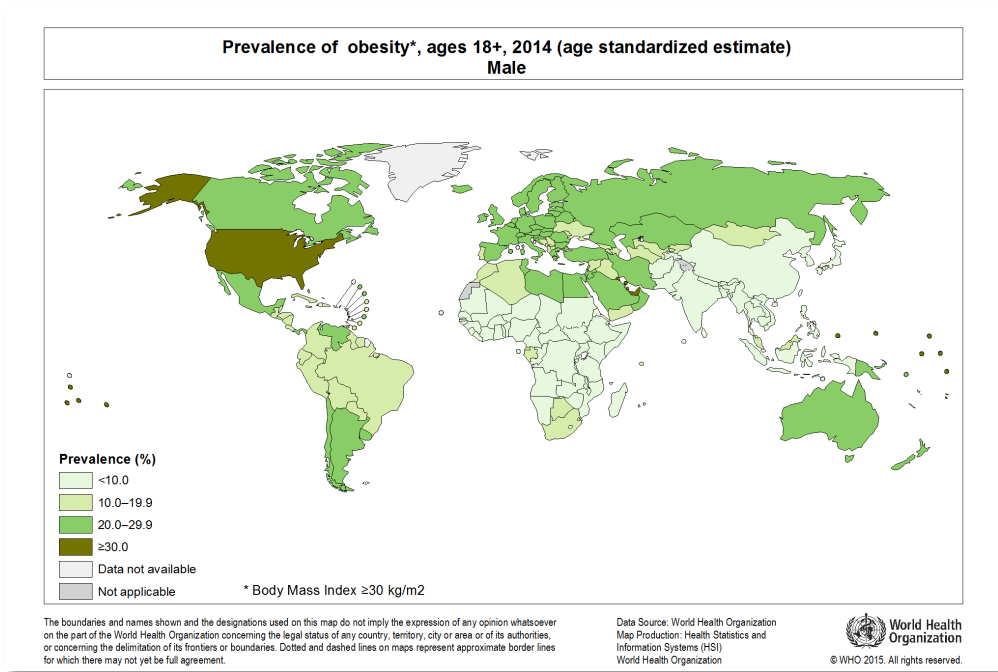 Prevalence of obesity*, ages 18+, 2014 (age standardized estimate)
Male
Prevalence (%)
<10.0
10.0–19.9
20.0–29.9
≥30.0
Data not available
Not applicable
* Body Mass Index ≥30 kg/m2
The boundaries and names shown and the designations used on this map do not imply the expression of any opinion whatsoever
on the part of the World Health Organization concerning the legal status of any country, territory, city or area or of its authorities,
or concerning the delimitation of its frontiers or boundaries. Dotted and dashed lines on maps represent approximate border lines
for which there may not yet be full agreement.
Data Source: World Health Organization
Map Production: Health Statistics and
Information Systems (HSI)
World Health Organization
World Health
Organization
© WHO 2015. All rights reserved.